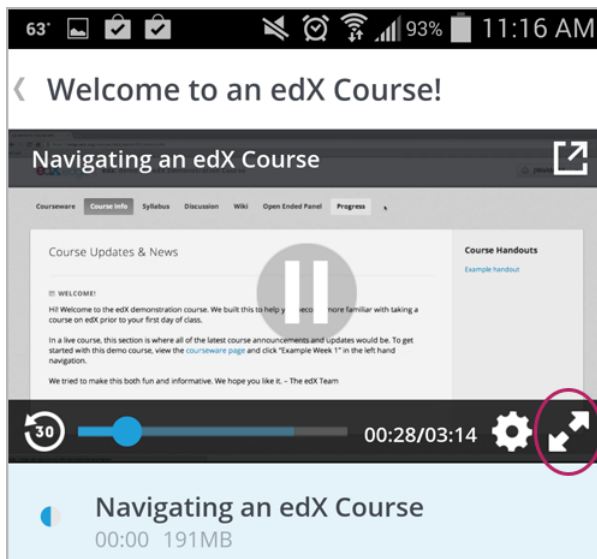 63° 93% 11:16 AM
Welcome to an edX Course!
Navigating an edX Course
Courseware Course Info Syllabus Discussion Wiki Open Ended Panel Progress
Course Updates & News
Course Handouts
Example handout
WELCOME!
Hi! Welcome to the edX demonstration course. We built this to help you become more familiar with taking a
course on edX prior to your first day of class.
In a live course, this section is where all of the latest course announcements and updates would be. To get
started with this demo course, view the courseware page and click "Example Week 1" in the left hand
navigation.
We tried to make this both fun and informative. We hope you like it. – The edX Team
30 00:28/03:14
Navigating an edX Course
00:00 191MB